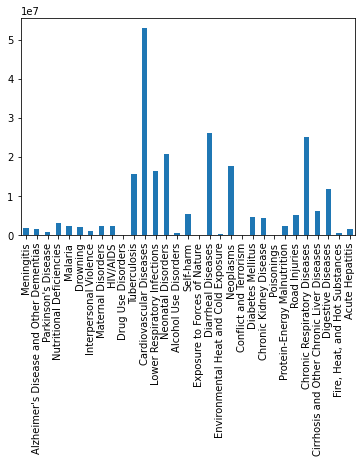 1e7
5
4
3
2
1
0
Meningitis
Alzheimer's Disease and Other Dementias
Parkinson's Disease
Nutritional Deficiencies
Malaria
Drowning
Interpersonal Violence
Maternal Disorders
HIV/AIDS
Drug Use Disorders
Tuberculosis
Cardiovascular Diseases
Lower Respiratory Infections
Neonatal Disorders
Alcohol Use Disorders
Self-harm
Exposure to Forces of Nature
Diarrheal Diseases
Environmental Heat and Cold Exposure
Neoplasms
Conflict and Terrorism
Diabetes Mellitus
Chronic Kidney Disease
Poisonings
Protein-Energy Malnutrition
Road Injuries
Chronic Respiratory Diseases
Cirrhosis and Other Chronic Liver Diseases
Digestive Diseases
Fire, Heat, and Hot Substances
Acute Hepatitis